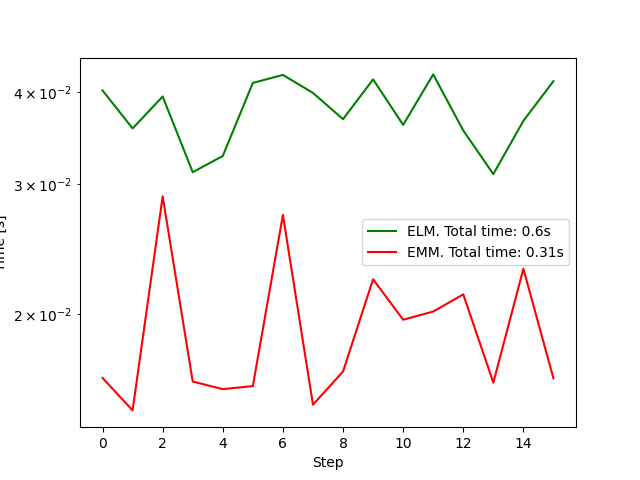 4 × 10⁻²
3 × 10⁻²
2 × 10⁻²
Time [s]
ELM. Total time: 0.6s
EMM. Total time: 0.31s
0 2 4 6 8 10 12 14
Step